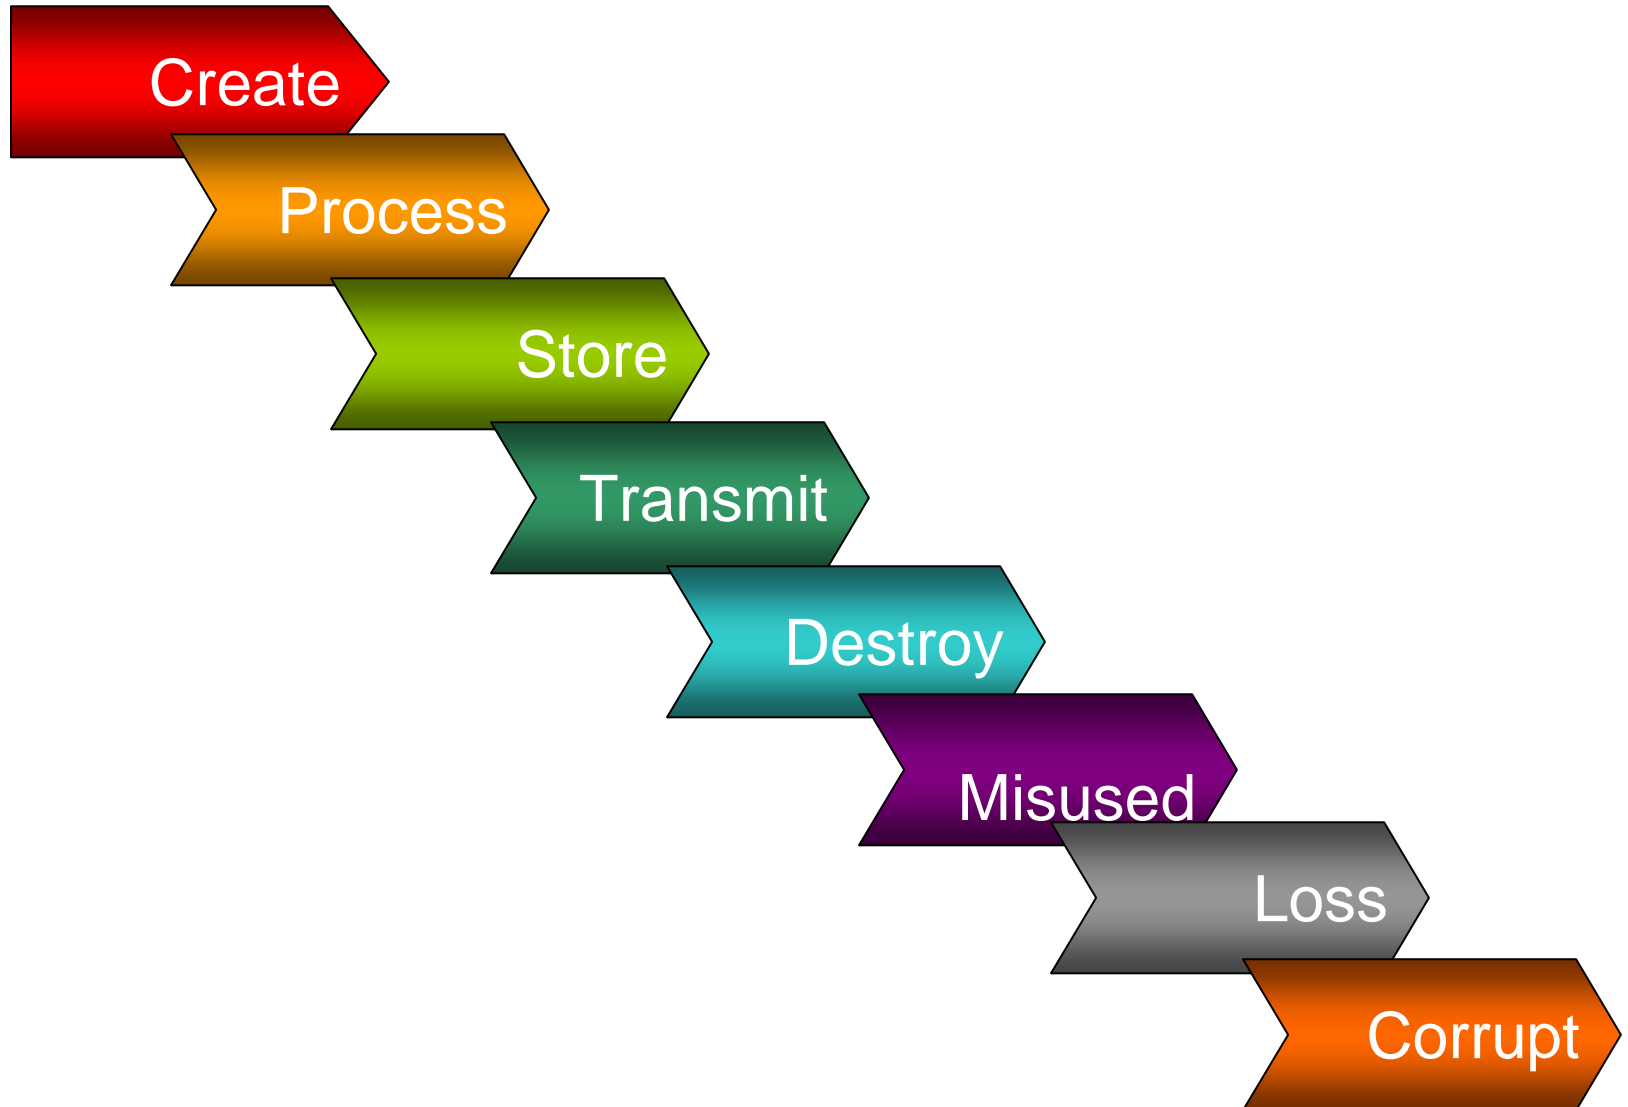 Create
Process
Store
Transmit
Destroy
Misused
Loss
Corrupt